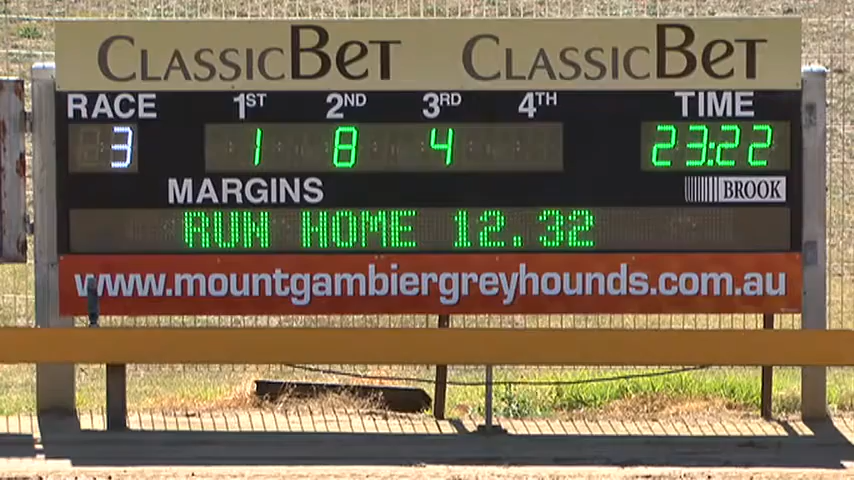 CLASSICBET CLASSICBET
RACE 1ST 2ND 3RD 4TH TIME
3 1 8 4 23:22
MARGINS BROOK
RUN HOME 12.32
www.mountgambiergreyhounds.com.au